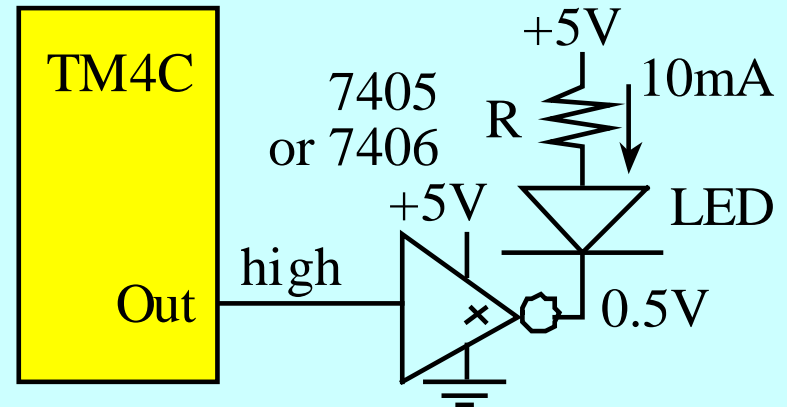 TM4C
Out
high
7405
or 7406
+5V
+5V
10mA
R
LED
0.5V